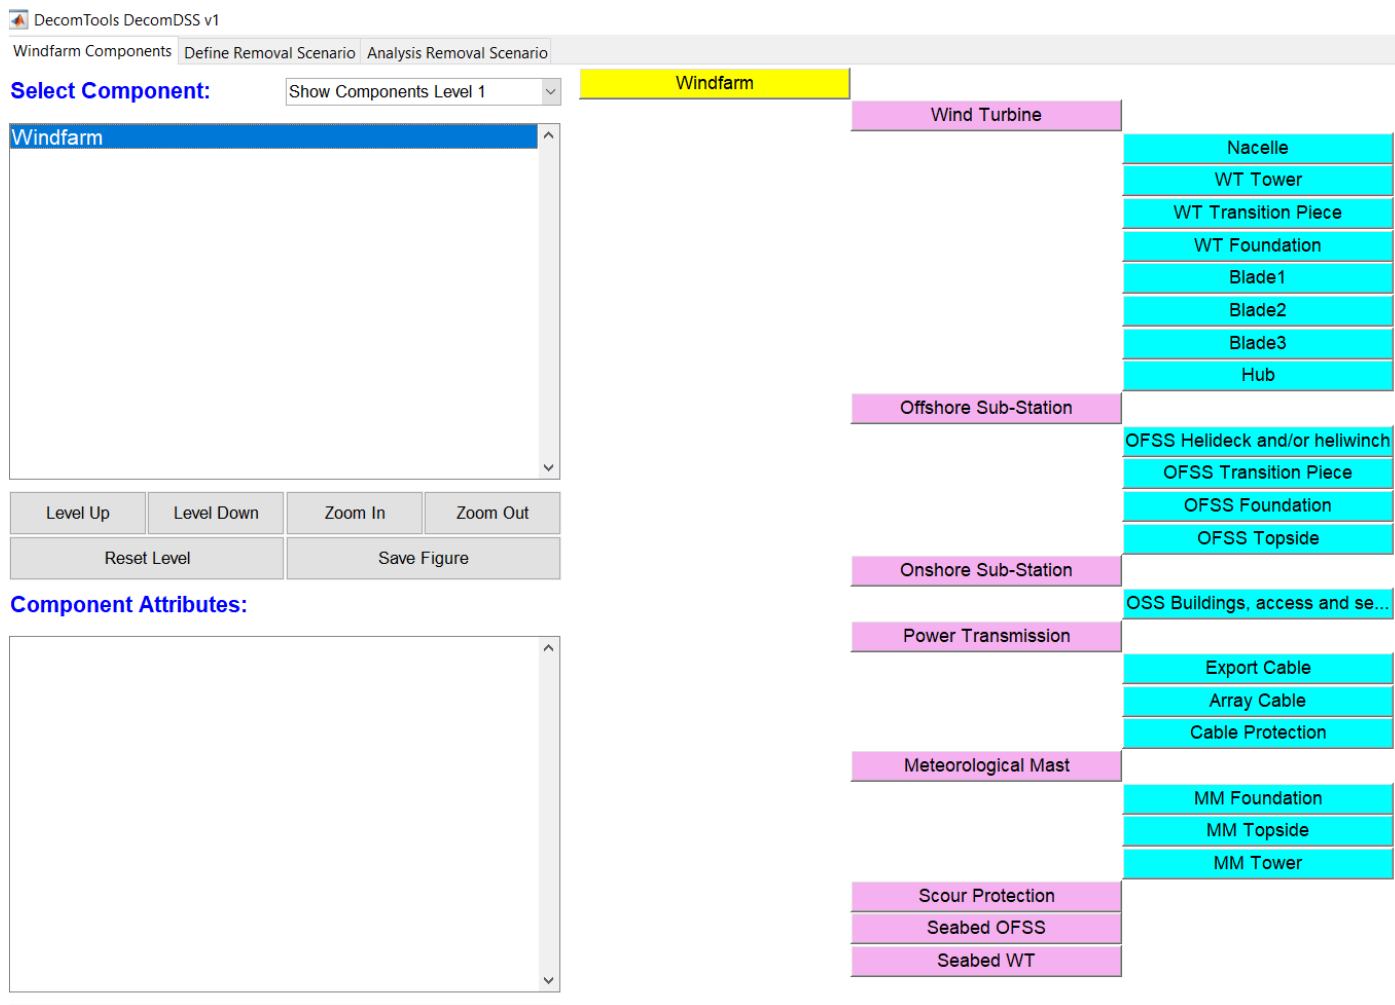 DecomTools DecomDSS v1
Windfarm Components Define Removal Scenario Analysis Removal Scenario
Select Component:
Show Components Level 1
Windfarm
Level Up Level Down Zoom In Zoom Out
Reset Level Save Figure
Component Attributes:
Windfarm
Wind Turbine
Nacelle
WT Tower
WT Transition Piece
WT Foundation
Blade1
Blade2
Blade3
Hub
Offshore Sub-Station
OFSS Helideck and/or heliwinch
OFSS Transition Piece
OFSS Foundation
OFSS Topside
Onshore Sub-Station
OSS Buildings, access and se...
Power Transmission
Export Cable
Array Cable
Cable Protection
Meteorological Mast
MM Foundation
MM Topside
MM Tower
Scour Protection
Seabed OFSS
Seabed WT